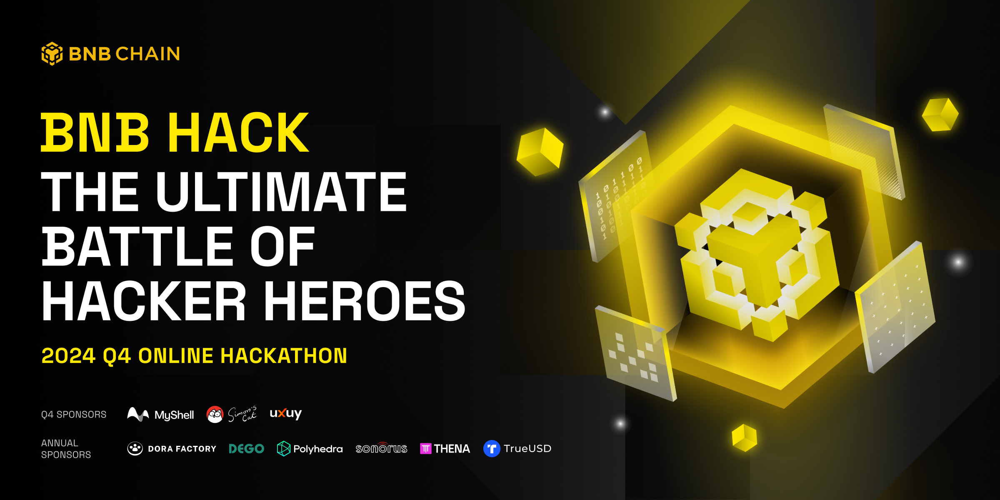 BNB CHAIN
BNB HACK
THE ULTIMATE
BATTLE OF
HACKER HEROES
2024 Q4 ONLINE HACKATHON
Q4 SPONSORS
MyShell
Simon's
Cat
uxuy
ANNUAL
SPONSORS
DORA FACTORY
DEGO
Polyhedra
sonorus
THENA
TrueUSD